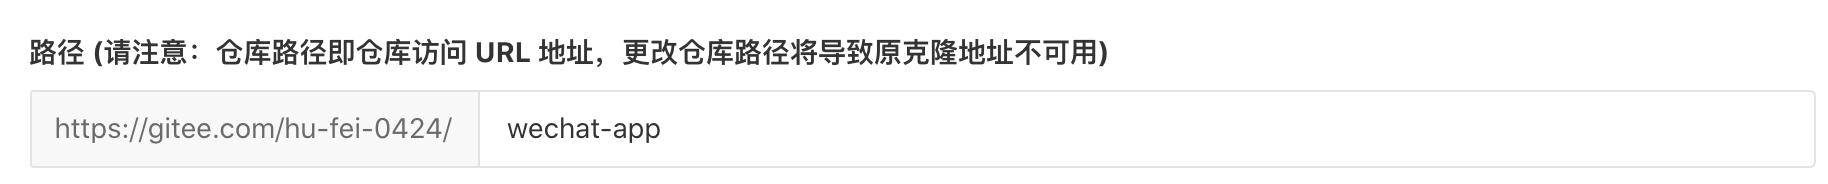 路径 (请注意：仓库路径即仓库访问 URL 地址，更改仓库路径将导致原克隆地址不可用)
https://gitee.com/hu-fei-0424/ wechat-app